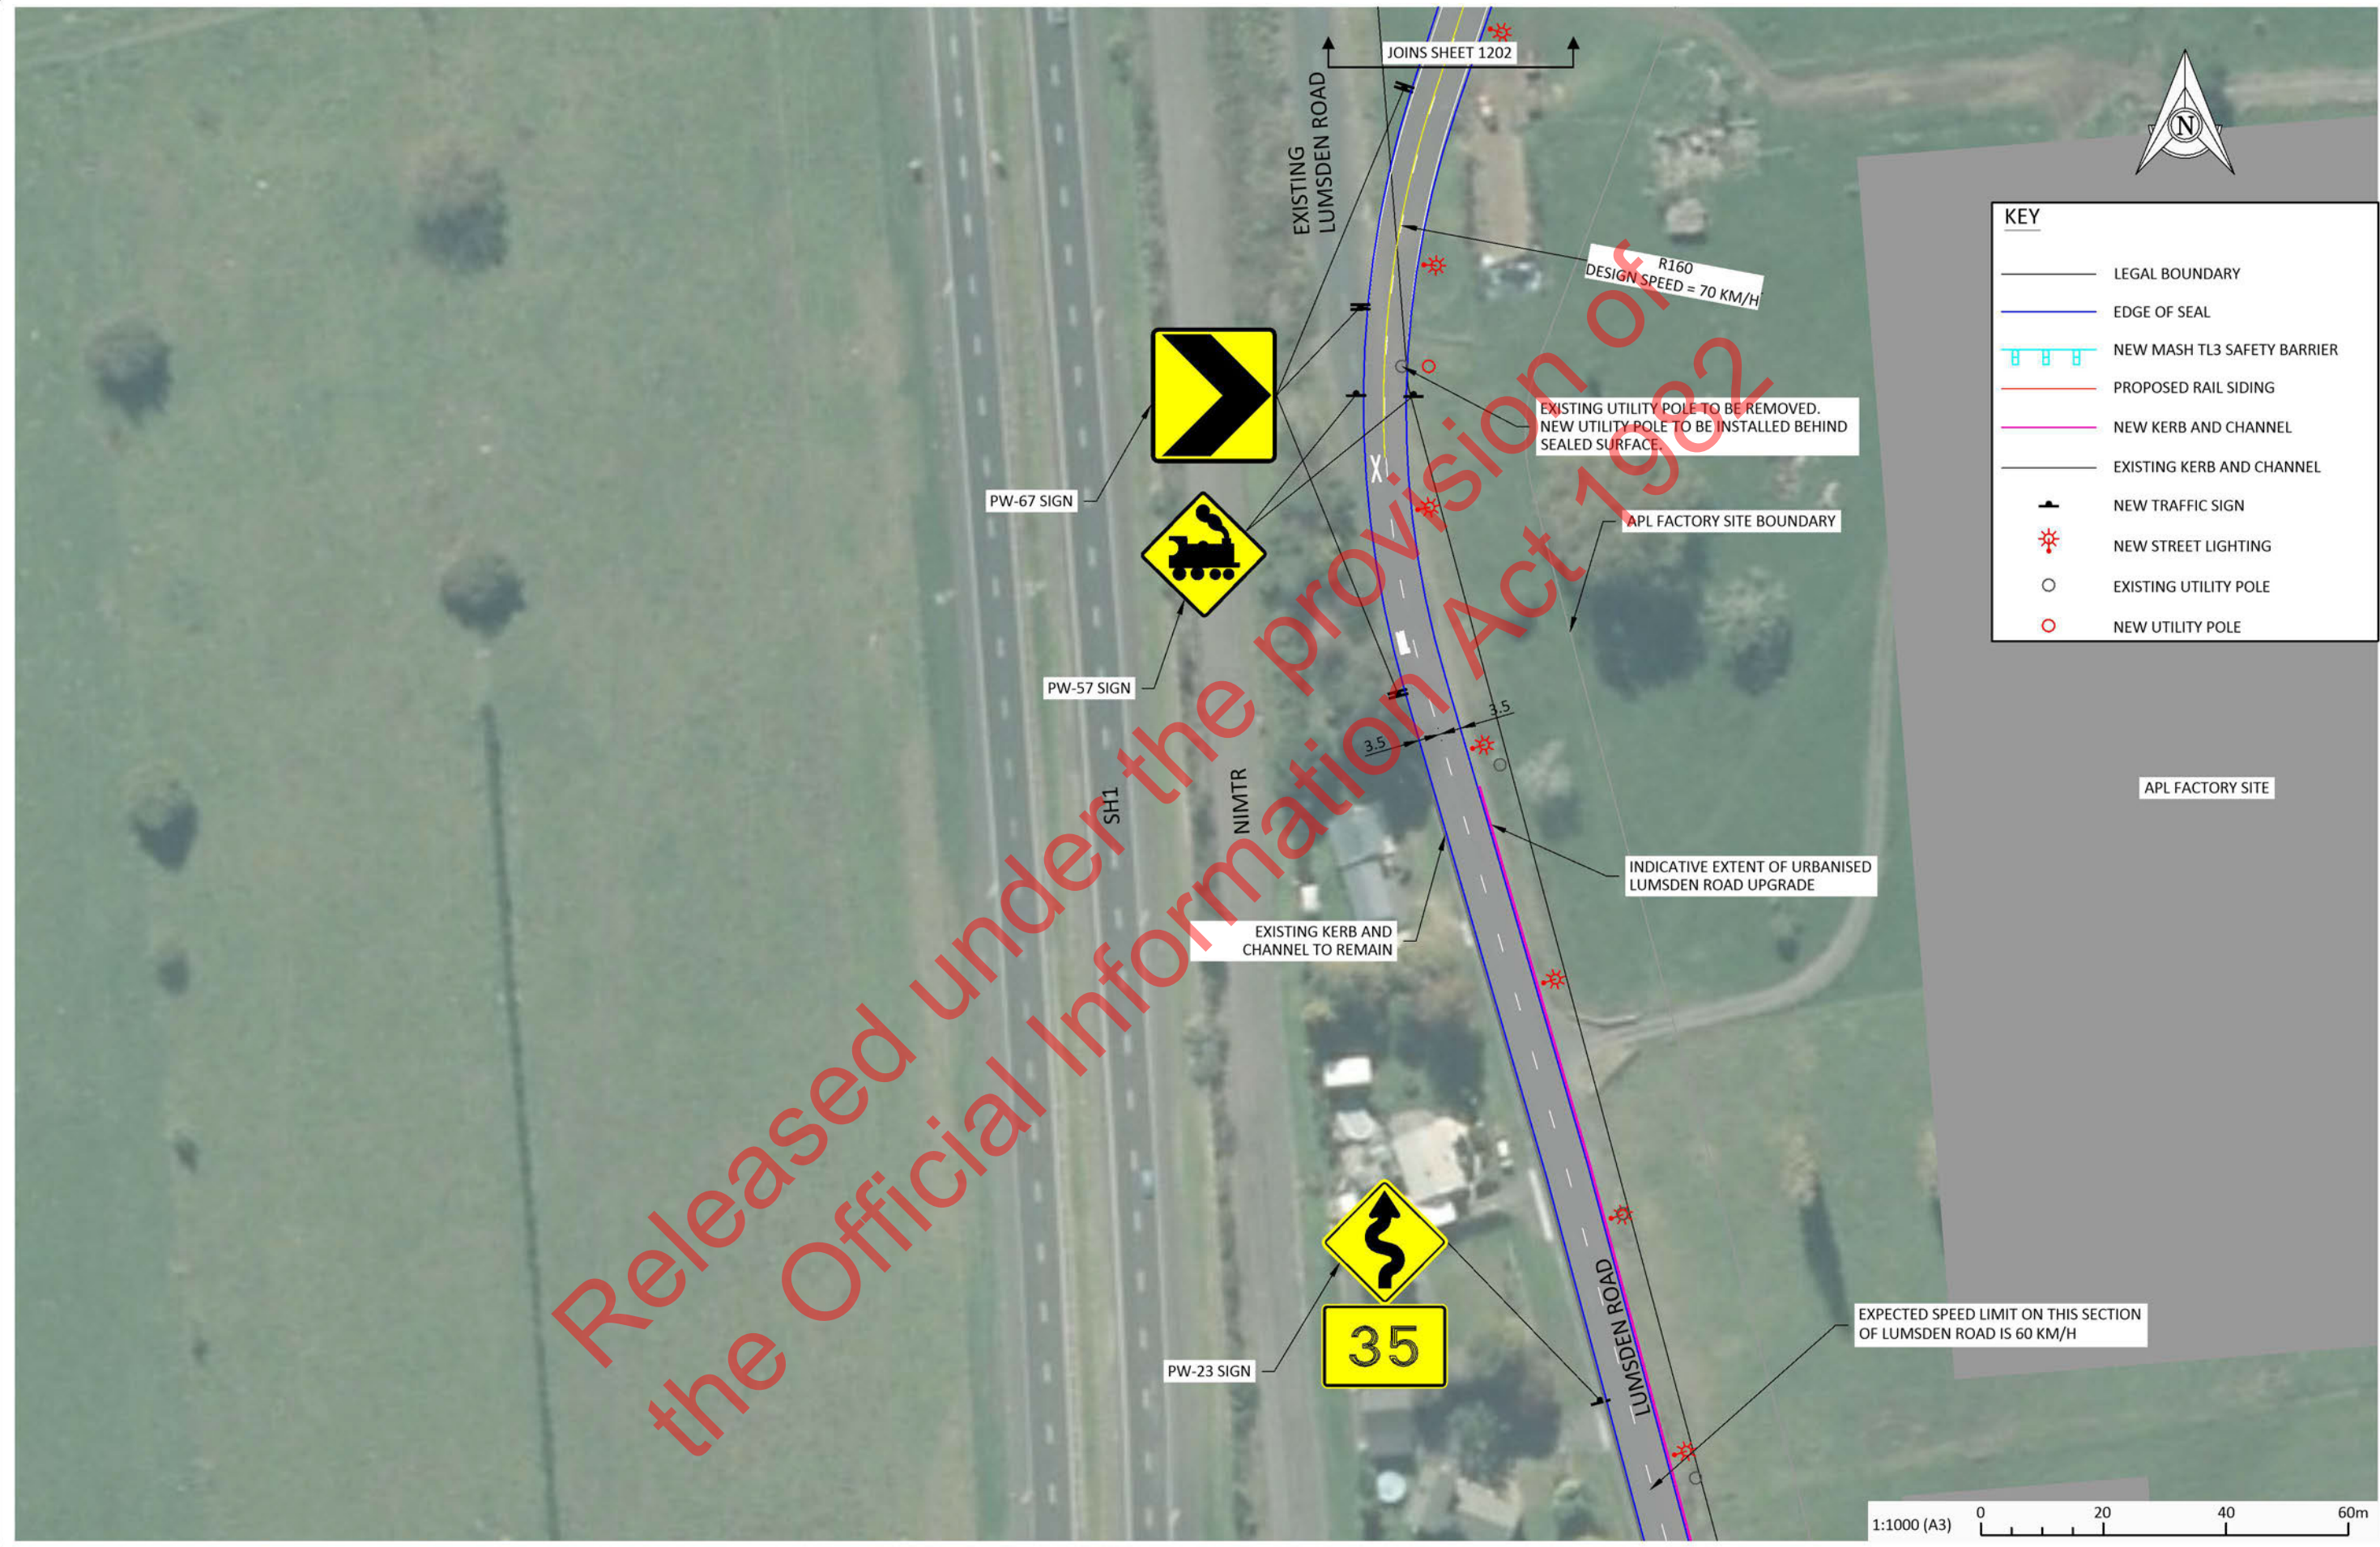 JOINS SHEET 1202
EXISTING
LUMSDEN ROAD
N
KEY
LEGAL BOUNDARY
EDGE OF SEAL
NEW MASH TL3 SAFETY BARRIER
PROPOSED RAIL SIDING
NEW KERB AND CHANNEL
EXISTING KERB AND CHANNEL
NEW TRAFFIC SIGN
NEW STREET LIGHTING
EXISTING UTILITY POLE
NEW UTILITY POLE
R160
DESIGN SPEED = 70 KM/H
EXISTING UTILITY POLE TO BE REMOVED.
NEW UTILITY POLE TO BE INSTALLED BEHIND
SEALED SURFACE.
PW-67 SIGN
X
APL FACTORY SITE BOUNDARY
PW-57 SIGN
3.5
3.5
SH1
NIMTR
APL FACTORY SITE
INDICATIVE EXTENT OF URBANISED
LUMSDEN ROAD UPGRADE
EXISTING KERB AND
CHANNEL TO REMAIN
35
PW-23 SIGN
LUMSDEN ROAD
EXPECTED SPEED LIMIT ON THIS SECTION
OF LUMSDEN ROAD IS 60 KM/H
1:1000 (A3)
0 20 40 60m
Released under the provision of
the Official Information Act 1982